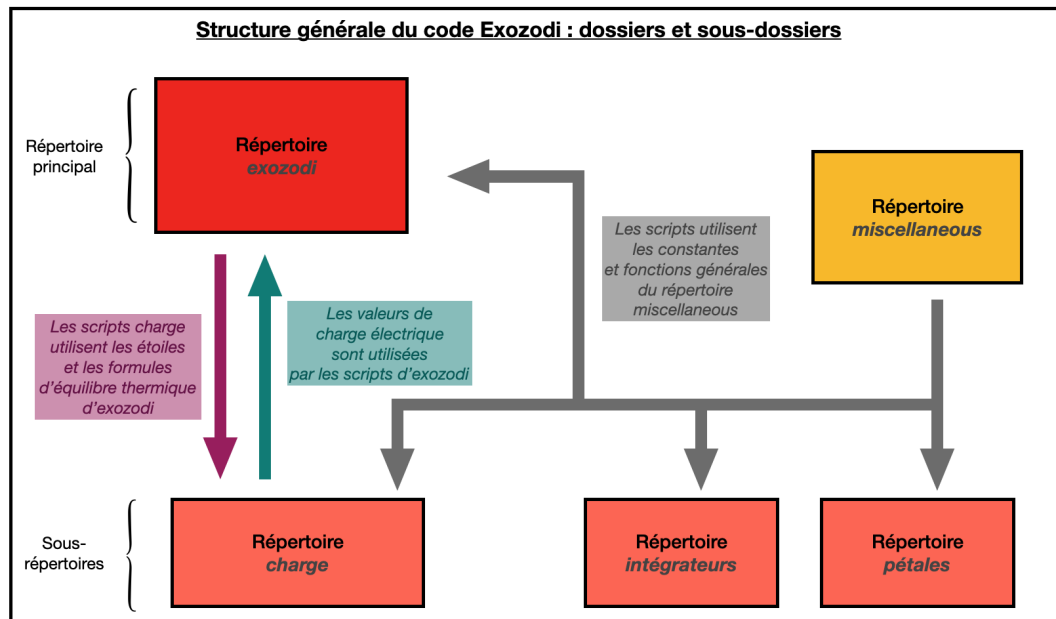 Structure générale du code Exozodi : dossiers et sous-dossiers
Répertoire
principal
Répertoire
exozodi
Répertoire
miscellaneous
Les scripts utilisent
les constantes
et fonctions générales
du répertoire
miscellaneous
Les scripts charge
utilisent les étoiles
et les formules
d'équilibre thermique
d'exozodi
Les valeurs de
charge électrique
sont utilisées
par les scripts d'exozodi
Sous-
répertoires
Répertoire
charge
Répertoire
intégrateurs
Répertoire
pétales